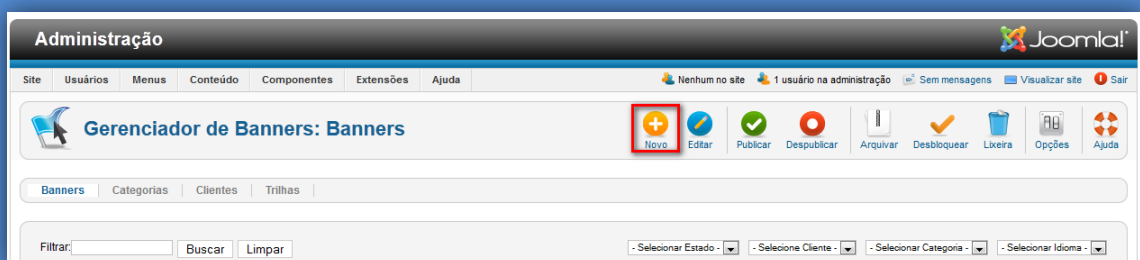 Administração Joomla!
Site Usuários Menus Conteúdo Componentes Extensões Ajuda Nenhum no site 1 usuário na administração Sem mensagens Visualizar site Sair
Gerenciador de Banners: Banners
Novo Editar Publicar Despublicar Arquivar Desbloquear Lixeira Opções Ajuda
Banners Categorias Clientes Trilhas
Filtrar: Buscar Limpar - Selecionar Estado - - Selecione Cliente - - Selecionar Categoria - - Selecionar Idioma -